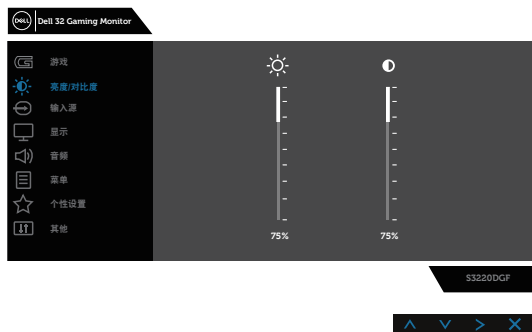 DELL
Dell 32 Gaming Monitor
游戏
亮度/对比度
输入源
显示
音频
菜单
个性设置
其他
75%
75%
S3220DGF